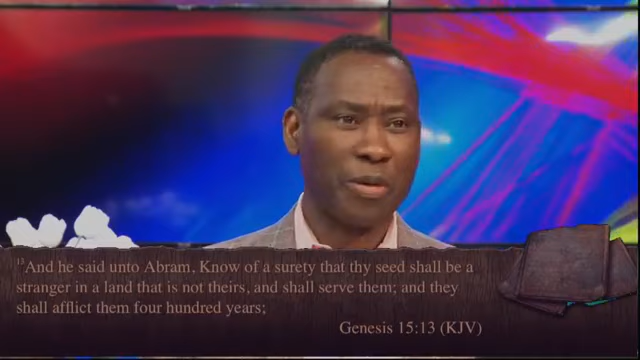 ¹³And he said unto Abram, Know of a surety that thy seed shall be a
stranger in a land that is not theirs, and shall serve them; and they
shall afflict them four hundred years;
Genesis 15:13 (KJV)